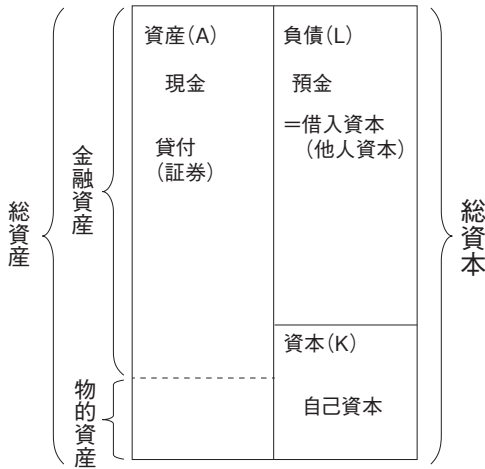 総資産
金融資産
物的資産
資産（A）
現金
貸付
（証券）
負債（L）
預金
＝借入資本
（他人資本）
資本（K）
自己資本
総資本